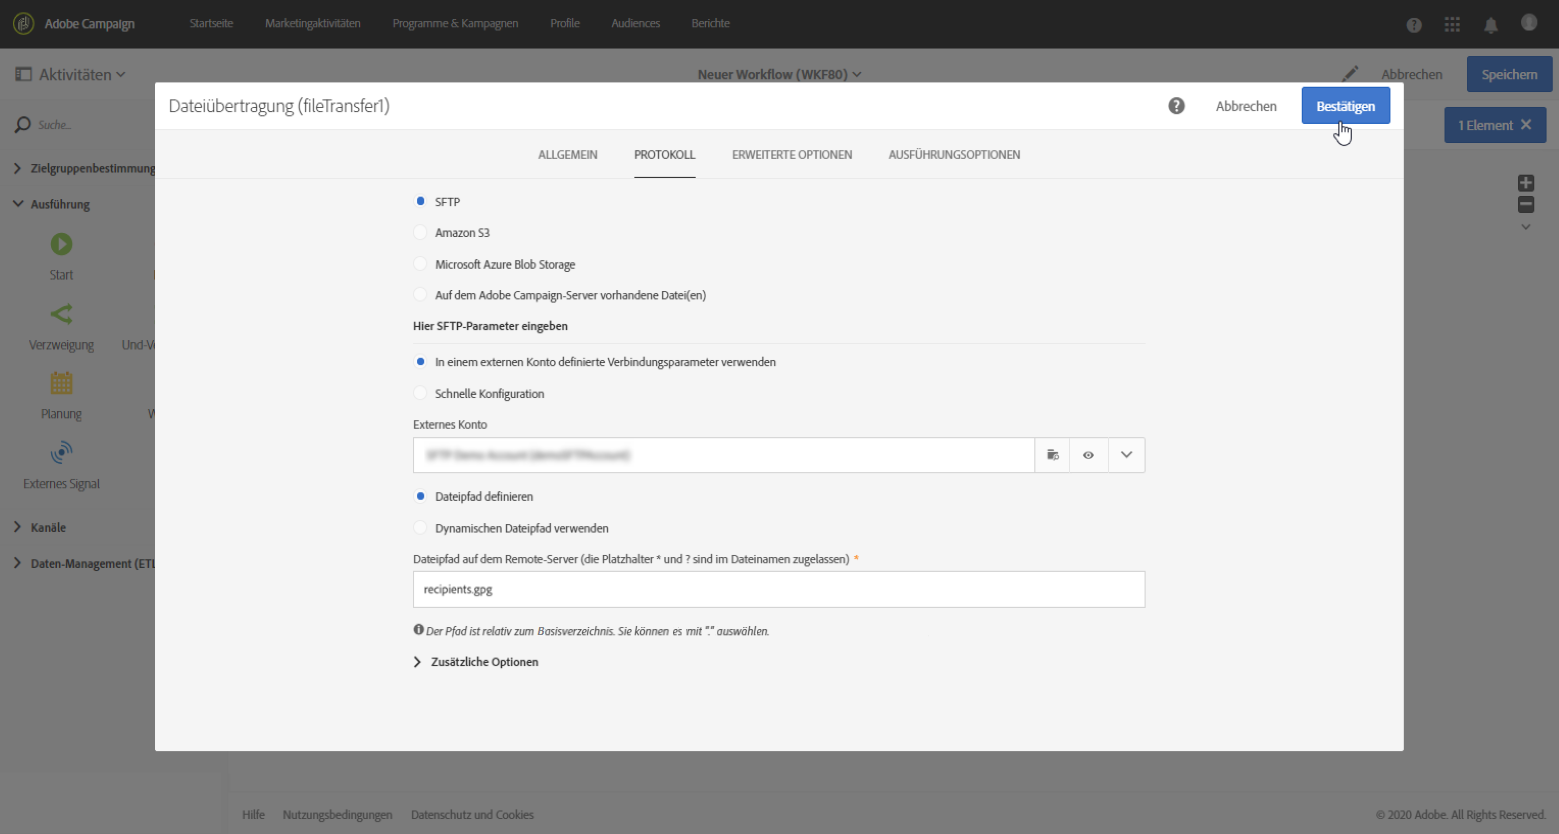 Adobe Campaign Startseite Marketingaktivitäten Programme & Kampagnen Profile Audiences Berichte
Aktivitäten Neuer Workflow (WKF80) Abbrechen Speichern
Dateiübertragung (fileTransfer1) Abbrechen Bestätigen
Suche... 1 Element
ALLGEMEIN PROTOKOLL ERWEITERTE OPTIONEN AUSFÜHRUNGSOPTIONEN
Zielgruppenbestimmung
Ausführung
Start
Verzweigung Und-Ve
Planung W
Externes Signal
Kanäle
Daten-Management (ETL
SFTP
Amazon S3
Microsoft Azure Blob Storage
Auf dem Adobe Campaign-Server vorhandene Datei(en)
Hier SFTP-Parameter eingeben
In einem externen Konto definierte Verbindungsparameter verwenden
Schnelle Konfiguration
Externes Konto
Dateipfad definieren
Dynamischen Dateipfad verwenden
Dateipfad auf dem Remote-Server (die Platzhalter * und ? sind im Dateinamen zugelassen) *
recipients.gpg
Der Pfad ist relativ zum Basisverzeichnis. Sie können es mit "." auswählen.
Zusätzliche Optionen
Hilfe Nutzungsbedingungen Datenschutz und Cookies © 2020 Adobe. All Rights Reserved.